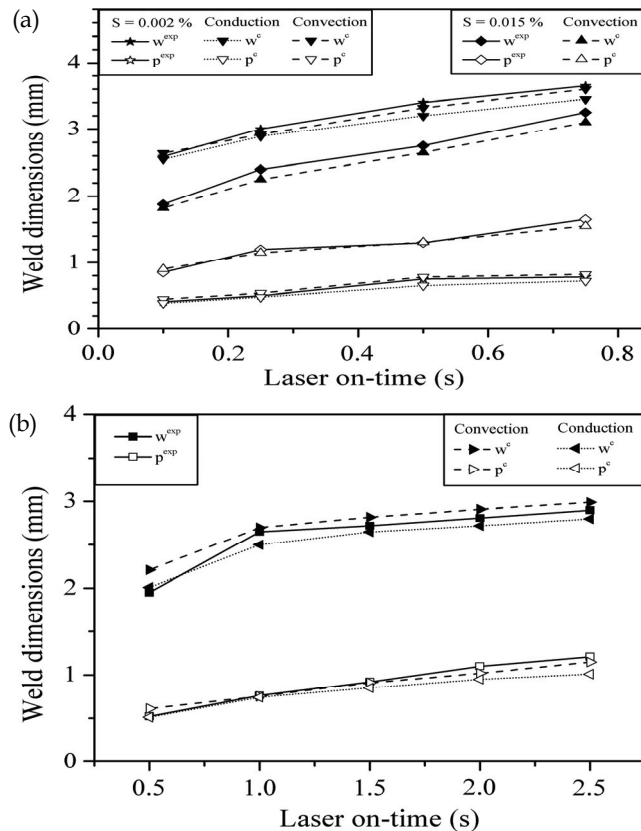 (a)
S = 0.002 % Conduction Convection
w^exp w^c w^c
p^exp p^c p^c
S = 0.015 % Convection
w^exp w^c
p^exp p^c
Weld dimensions (mm)
4
3
2
1
0
0.0 0.2 0.4 0.6 0.8
Laser on-time (s)
(b)
w^exp
p^exp
Convection Conduction
w^c w^c
p^c p^c
Weld dimensions (mm)
4
3
2
1
0
0.5 1.0 1.5 2.0 2.5
Laser on-time (s)